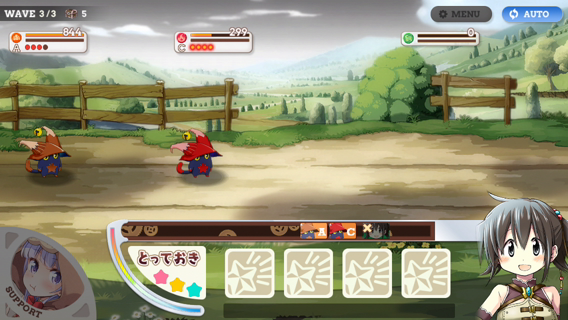 WAVE 3/3 5
MENU
AUTO
844
A
299
C
0
A C
とっておき
SUPPORT